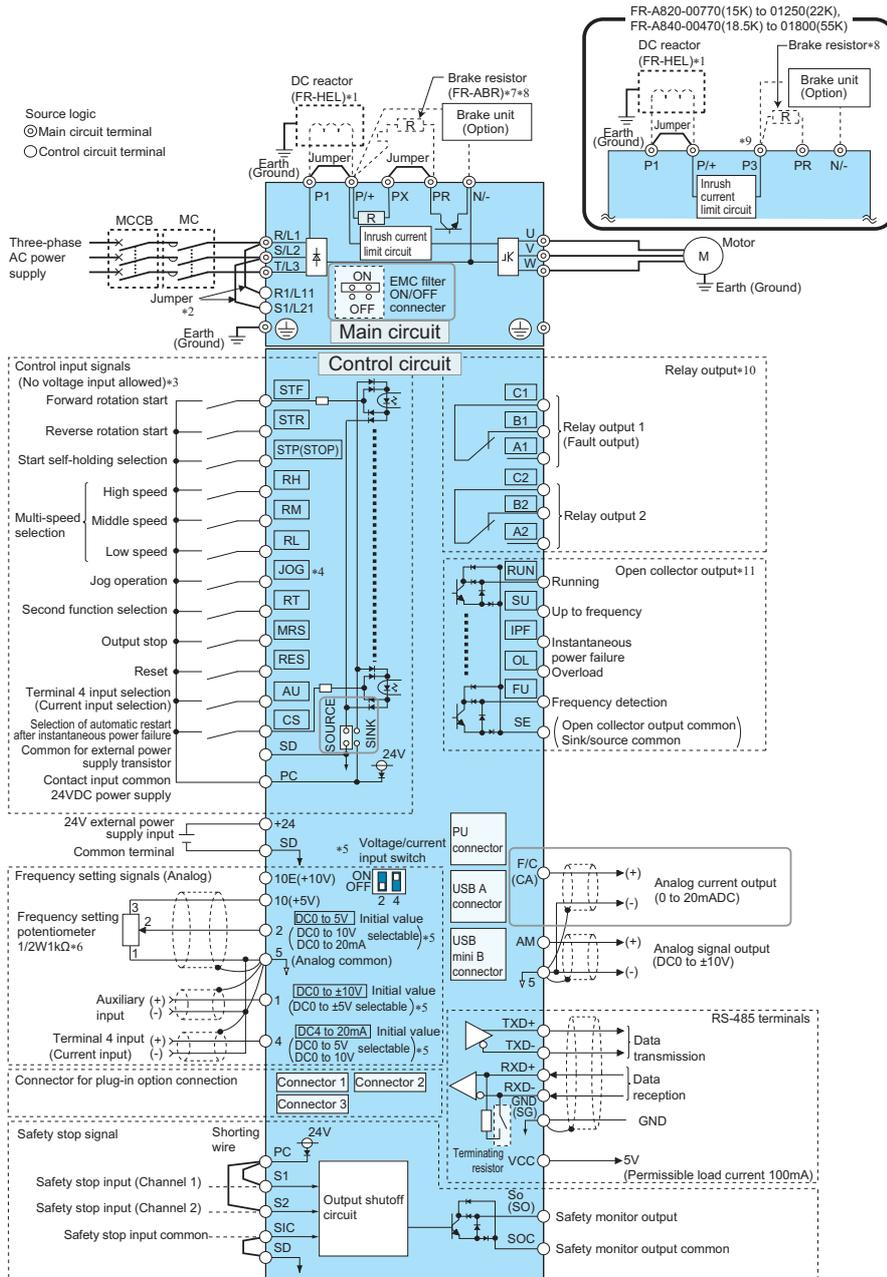 FR-A820-00770(15K) to 01250(22K),
FR-A840-00470(18.5K) to 01800(55K)
DC reactor
(FR-HEL)*1
Brake resistor*8
Brake unit
(Option)
R
Earth
(Ground)
Jumper
*9
P1
P/+
P3
PR
N/-
Inrush
current
limit circuit
Source logic
Main circuit terminal
Control circuit terminal
DC reactor
(FR-HEL)*1
Brake resistor
(FR-ABR)*7*8
Brake unit
(Option)
R
Earth
(Ground)
Jumper
Jumper
P1
P/+
PX
PR
N/-
R
Inrush current
limit circuit
MCCB
MC
Three-phase
AC power
supply
R/L1
S/L2
T/L3
R1/L11
S1/L21
Jumper
*2
Earth
(Ground)
ON
OFF
EMC filter
ON/OFF
connecter
U
V
W
Motor
M
Earth (Ground)
Main circuit
Control circuit
Control input signals
(No voltage input allowed)*3
Forward rotation start
STF
Reverse rotation start
STR
Start self-holding selection
STP(STOP)
Multi-speed
selection
High speed
RH
Middle speed
RM
Low speed
RL
Jog operation
JOG *4
Second function selection
RT
Output stop
MRS
Reset
RES
Terminal 4 input selection
(Current input selection)
AU
Selection of automatic restart
after instantaneous power failure
CS
SOURCE
SINK
Common for external power
supply transistor
SD
Contact input common
24VDC power supply
PC
24V
Relay output*10
C1
B1
A1
Relay output 1
(Fault output)
C2
B2
A2
Relay output 2
Open collector output*11
RUN
Running
SU
Up to frequency
IPF
Instantaneous
power failure
OL
Overload
FU
Frequency detection
SE
(Open collector output common
Sink/source common)
24V external power
supply input
+24
Common terminal
SD
*5 Voltage/current
input switch
ON
OFF
2 4
Frequency setting signals (Analog)
10E(+10V)
10(+5V)
Frequency setting
potentiometer
1/2W1kΩ*6
3
2
1
2
DC0 to 5V Initial value
(DC0 to 10V
DC0 to 20mA selectable)*5
5
(Analog common)
Auxiliary
input
(+)
(-)
1
DC0 to ±10V Initial value
(DC0 to ±5V selectable)*5
Terminal 4 input
(Current input)
(+)
(-)
4
DC4 to 20mA Initial value
(DC0 to 5V
DC0 to 10V selectable)*5
PU
connector
USB A
connector
USB
mini B
connector
F/C
(CA)
(+)
(-)
Analog current output
(0 to 20mADC)
AM
5
(+)
(-)
Analog signal output
(DC0 to ±10V)
RS-485 terminals
TXD+
TXD-
Data
transmission
RXD+
RXD-
Data
reception
GND
(SG)
GND
Terminating
resistor
VCC
5V
(Permissible load current 100mA)
Connector for plug-in option connection
Connector 1
Connector 2
Connector 3
Safety stop signal
Shorting
wire
PC
24V
Safety stop input (Channel 1)
S1
Safety stop input (Channel 2)
S2
Safety stop input common
SIC
SD
Output shutoff
circuit
So
(SO)
Safety monitor output
SOC
Safety monitor output common